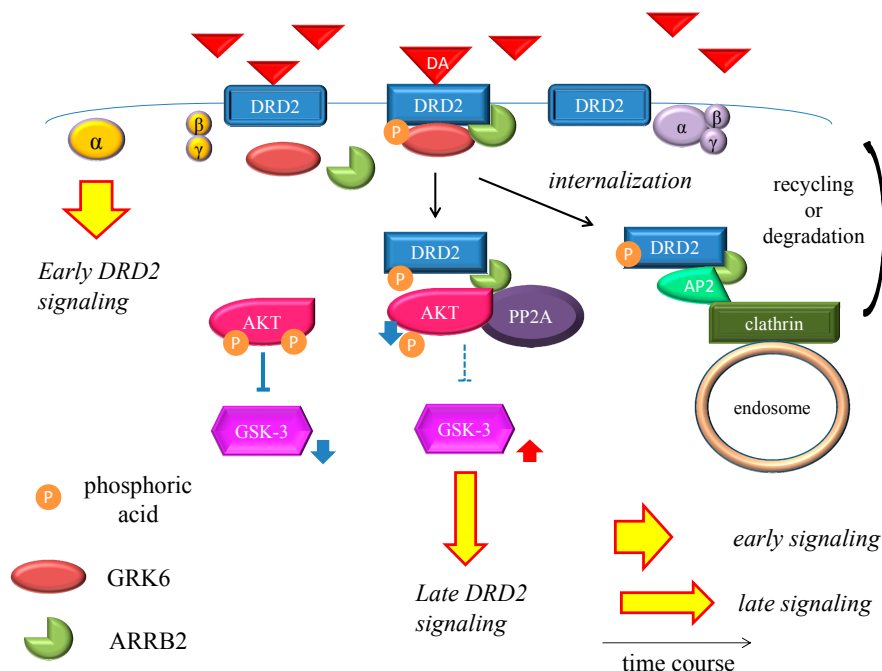 DA
DRD2
DRD2
DRD2
P
α
β
γ
α
β
γ
internalization
recycling
or
degradation
Early DRD2
signaling
DRD2
P
DRD2
P
AP2
AKT
P
P
AKT
P
PP2A
clathrin
endosome
GSK-3
GSK-3
P
phosphoric
acid
GRK6
ARRB2
Late DRD2
signaling
early signaling
late signaling
time course